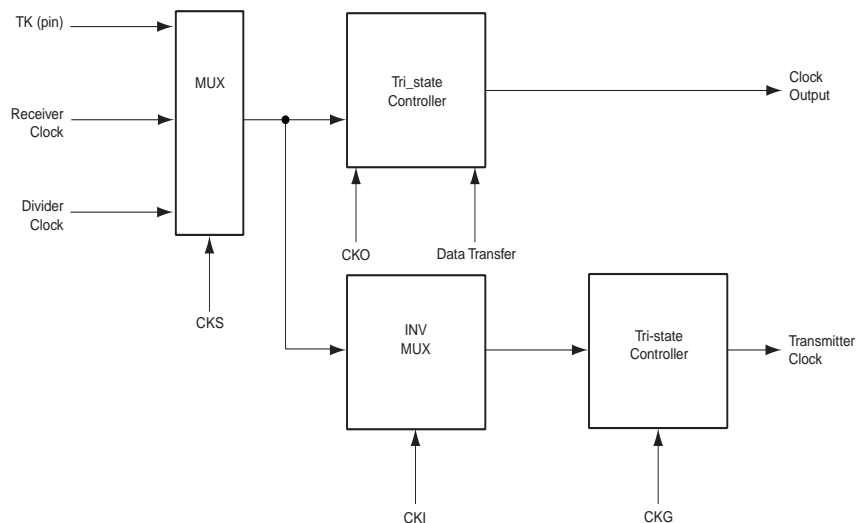 TK (pin)
MUX
Tri_state
Controller
Clock
Output
Receiver
Clock
Divider
Clock
CKO
Data Transfer
CKS
INV
MUX
Tri-state
Controller
Transmitter
Clock
CKI
CKG